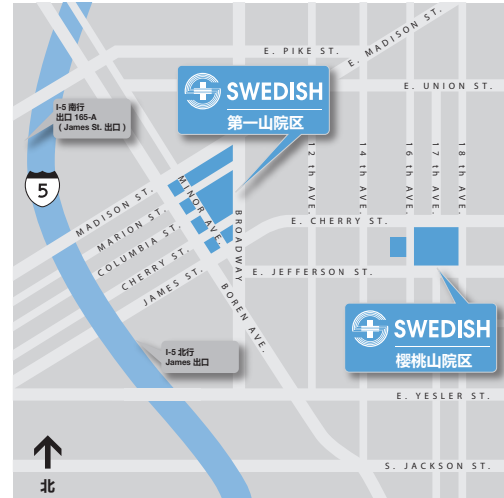 E. PIKE ST.
E. MADISON ST.
E. UNION ST.
SWEDISH
第一山院区
I-5 南行
出口 165-A
( James St. 出口 )
5
12 th AVE.
14 th AVE.
16 th AVE.
17 th AVE.
18 th AVE.
MADISON ST.
MARION ST.
COLUMBIA ST.
CHERRY ST.
JAMES ST.
MINOR AVE.
BROADWAY
BOREN AVE.
E. CHERRY ST.
E. JEFFERSON ST.
SWEDISH
樱桃山院区
I-5 北行
James 出口
E. YESLER ST.
S. JACKSON ST.
北